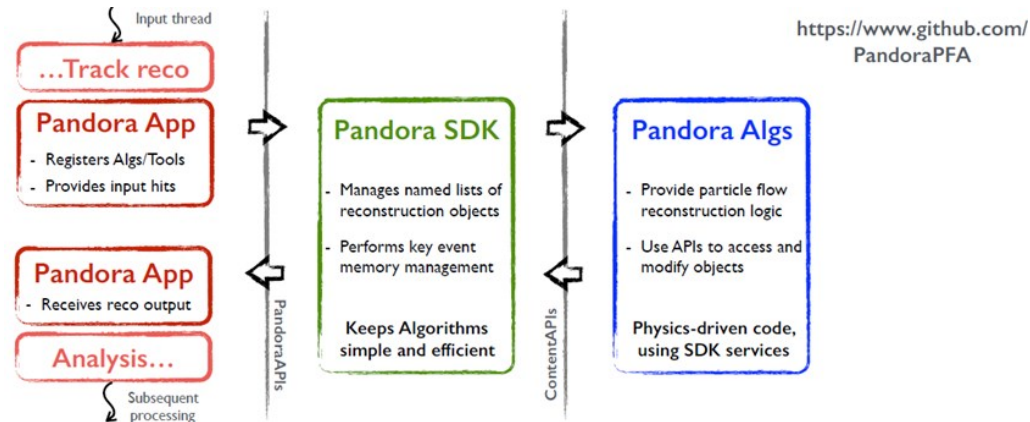 Input thread
...Track reco
Pandora App
- Registers Algs/Tools
- Provides input hits
Pandora App
- Receives reco output
Analysis...
Subsequent
processing
PandoraAPIs
Pandora SDK
- Manages named lists of
reconstruction objects
- Performs key event
memory management
Keeps Algorithms
simple and efficient
ContentAPIs
Pandora Algs
- Provide particle flow
reconstruction logic
- Use APIs to access and
modify objects
Physics-driven code,
using SDK services
https://www.github.com/
PandoraPFA